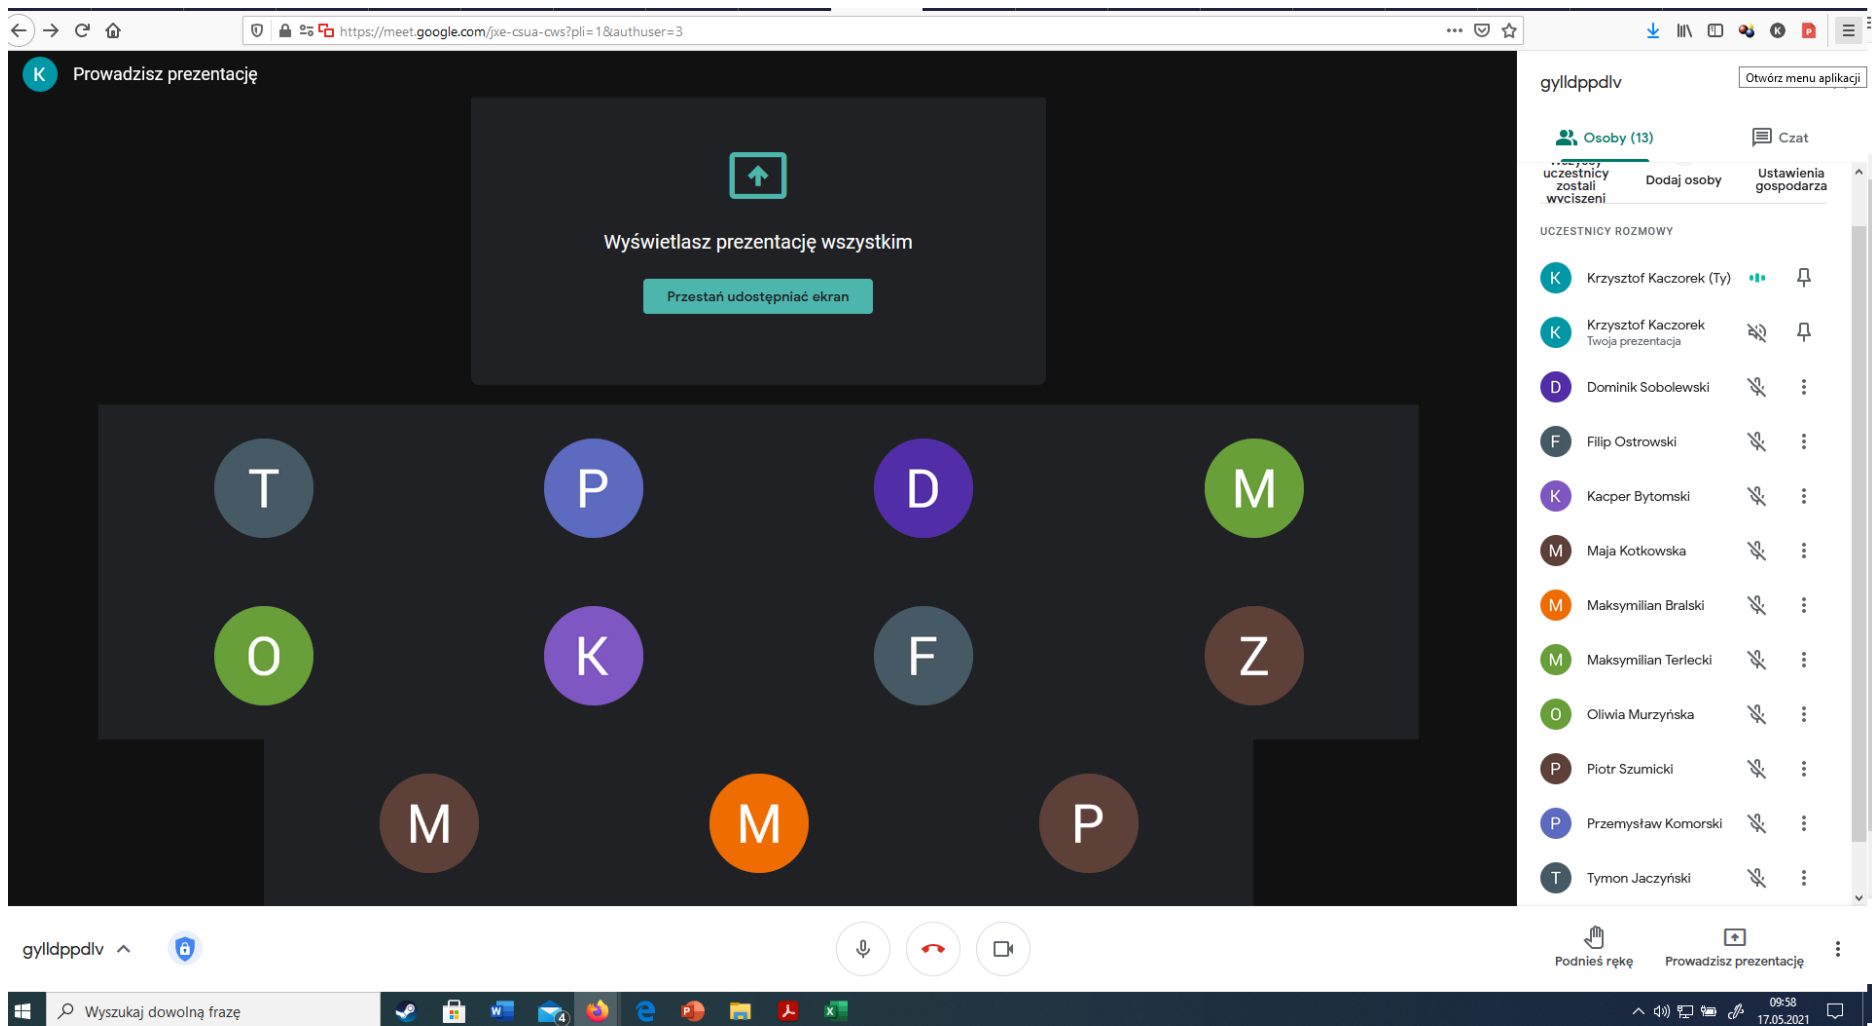 https://meet.google.com/jxe-csua-cws?pli=1&authuser=3
K Prowadzisz prezentację
gylldppdlv
Otwórz menu aplikacji
Osoby (13)
Czat
Wyświetlasz prezentację wszystkim
Przestań udostępniać ekran
uczestnicy
zostali
wyciszeni
Dodaj osoby
Ustawienia
gospodarza
UCZESTNICY ROZMOWY
K Krzysztof Kaczorek (Ty)
K Krzysztof Kaczorek
Twoja prezentacja
D Dominik Sobolewski
F Filip Ostrowski
K Kacper Bytomski
M Maja Kotkowska
M Maksymilian Bralski
M Maksymilian Terlecki
O Oliwia Murzyńska
P Piotr Szumicki
P Przemysław Komorski
T Tymon Jaczyński
T P D M
O K F Z
M M P
gylldppdlv
Podnieś rękę
Prowadzisz prezentację
Wyszukaj dowolną frazę
4
09:58
17.05.2021